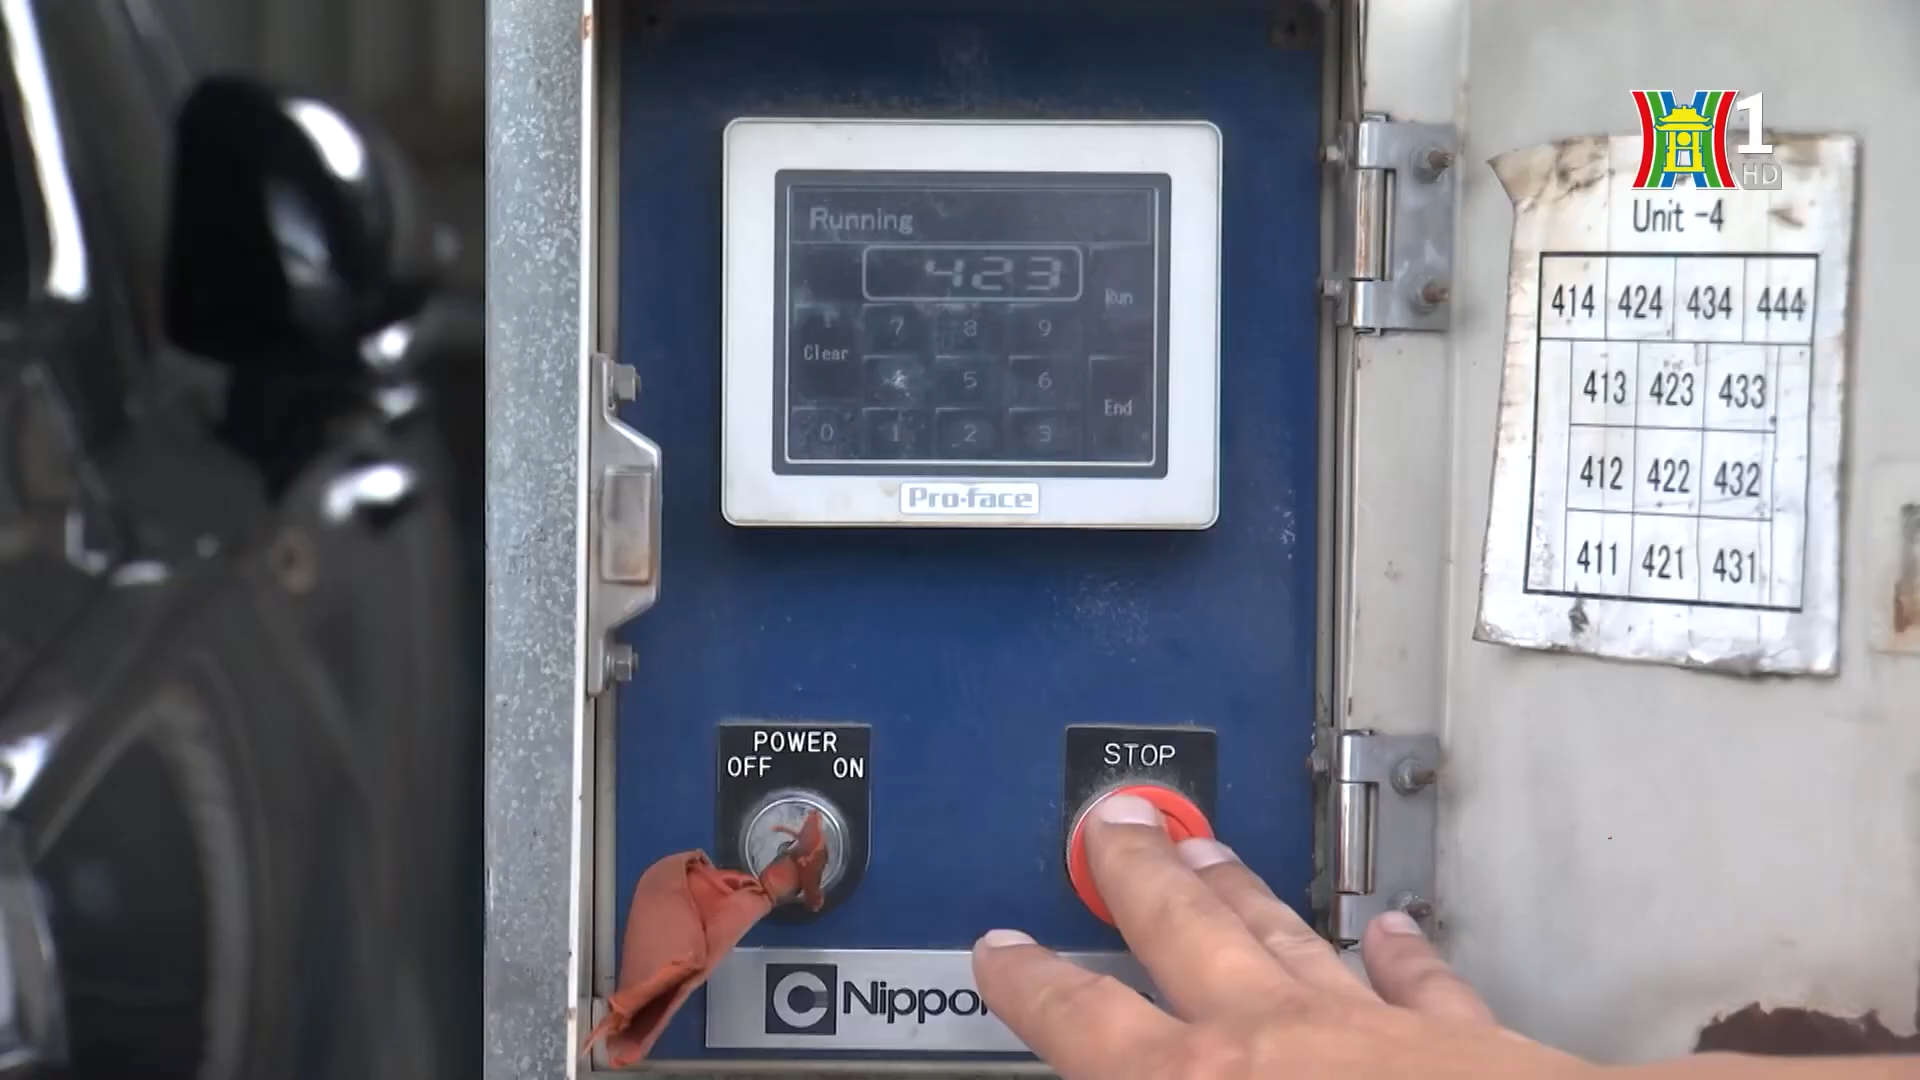 1
HD
Running
423
Run
7 8 9
Clear
4 5 6
End
0 1 2 3
Pro-face
Unit -4
414 424 434 444
413 423 433
412 422 432
411 421 431
POWER
OFF ON
STOP